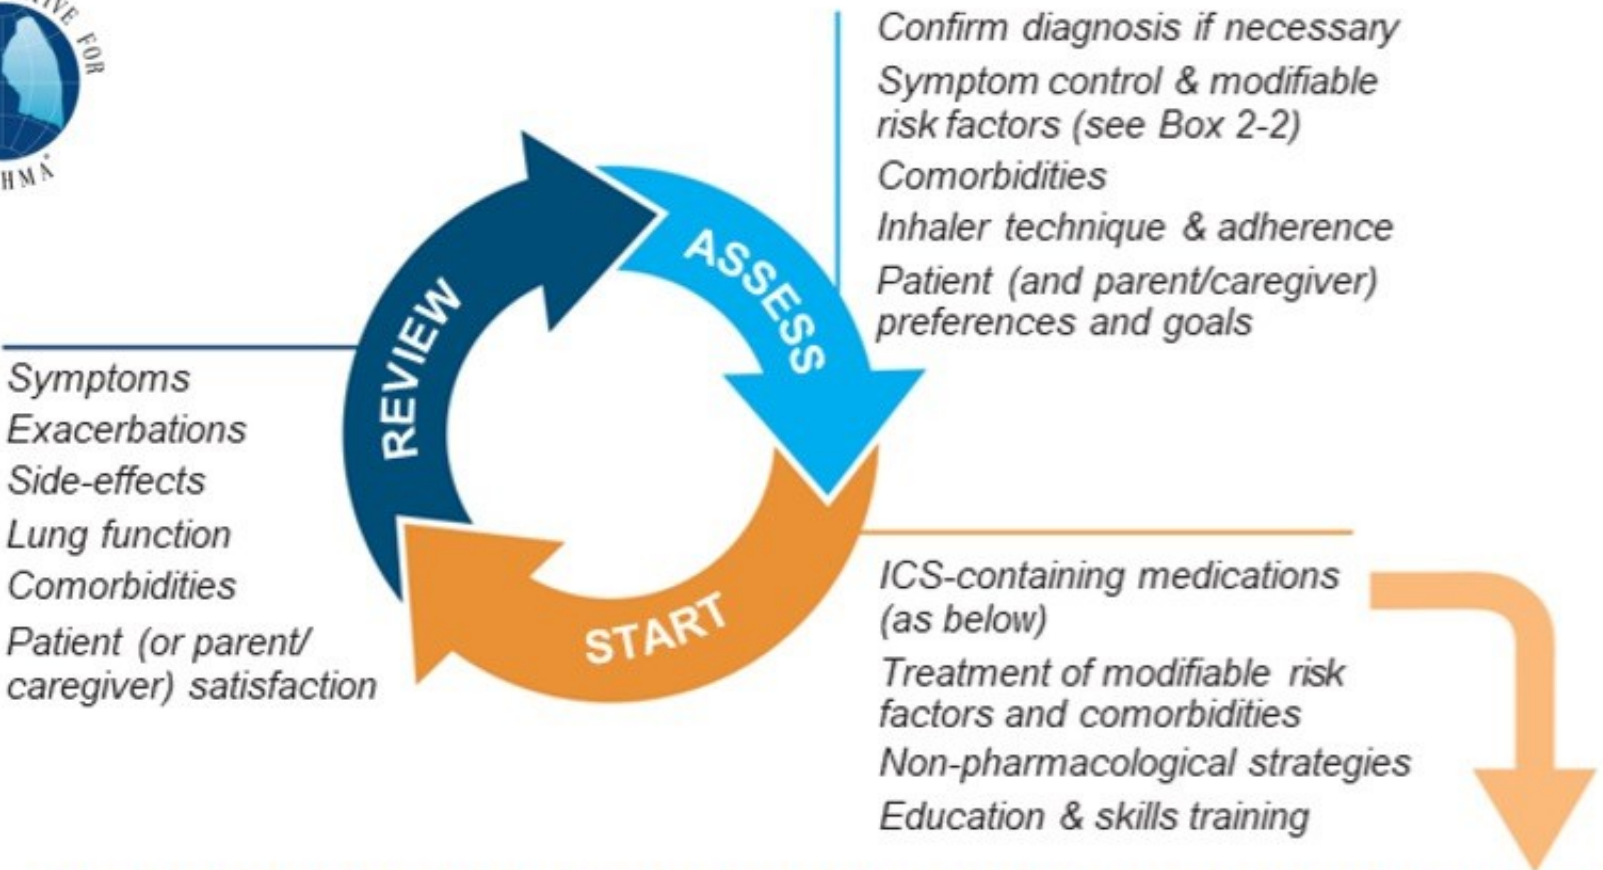 IVE FOR
HMA
Confirm diagnosis if necessary
Symptom control & modifiable
risk factors (see Box 2-2)
Comorbidities
Inhaler technique & adherence
Patient (and parent/caregiver)
preferences and goals
ASSESS
REVIEW
Symptoms
Exacerbations
Side-effects
Lung function
Comorbidities
Patient (or parent/
caregiver) satisfaction
START
ICS-containing medications
(as below)
Treatment of modifiable risk
factors and comorbidities
Non-pharmacological strategies
Education & skills training